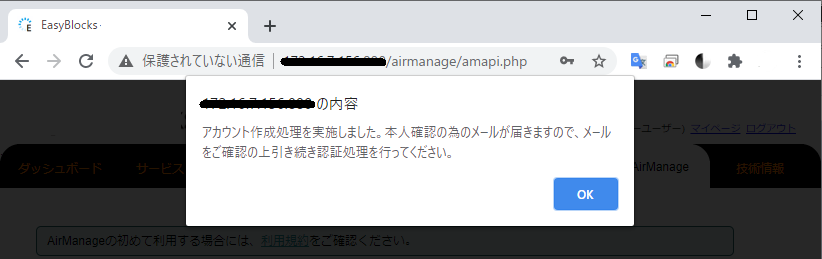 EasyBlocks·
保護されていない通信 /airmanage/amapi.php
の内容
アカウント作成処理を実施しました。本人確認の為のメールが届きますので、メール
をご確認の上引き続き認証処理を行ってください。
OK
ーユーザー) マイページ ログアウト
ダッシュボード サービス AirManage 技術情報
AirManageの初めて利用する場合には、利用規約をご確認ください。